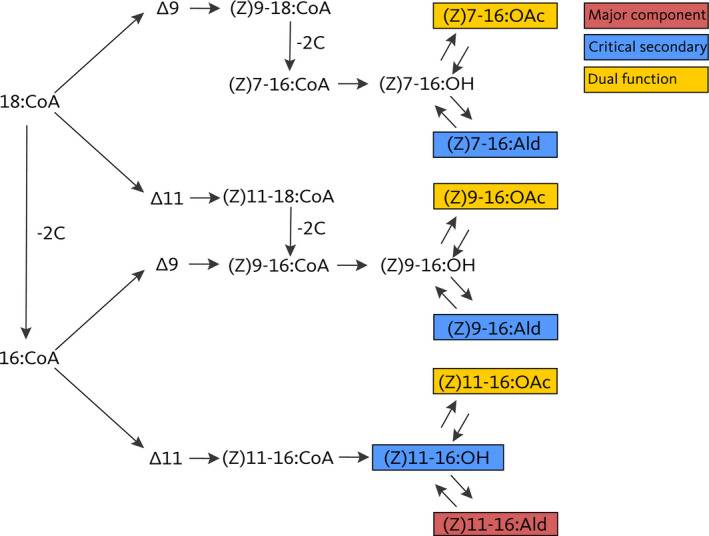 Δ9
(Z)9-18:CoA
(Z)7-16:OAc
Major component
-2C
Critical secondary
(Z)7-16:CoA
(Z)7-16:OH
Dual function
18:CoA
(Z)7-16:Ald
Δ11
(Z)11-18:CoA
(Z)9-16:OAc
-2C
-2C
Δ9
(Z)9-16:CoA
(Z)9-16:OH
(Z)9-16:Ald
16:CoA
(Z)11-16:OAc
Δ11
(Z)11-16:CoA
(Z)11-16:OH
(Z)11-16:Ald